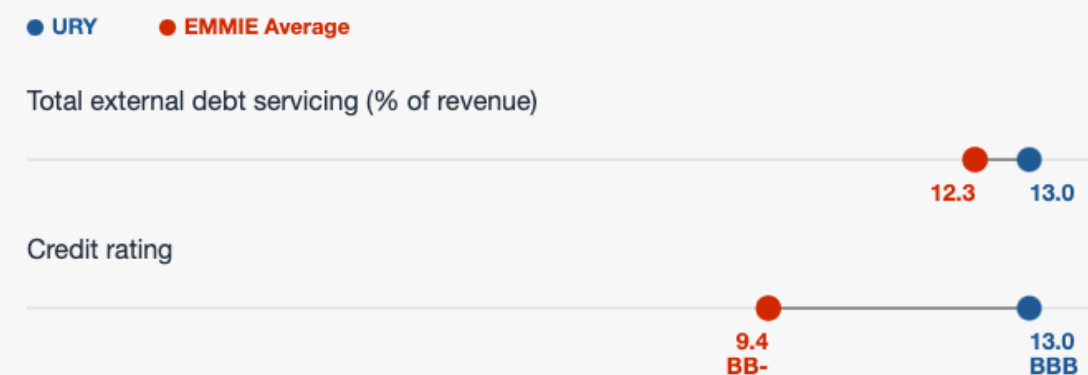 URY EMMIE Average
Total external debt servicing (% of revenue)
12.3 13.0
Credit rating
9.4 13.0
BB- BBB